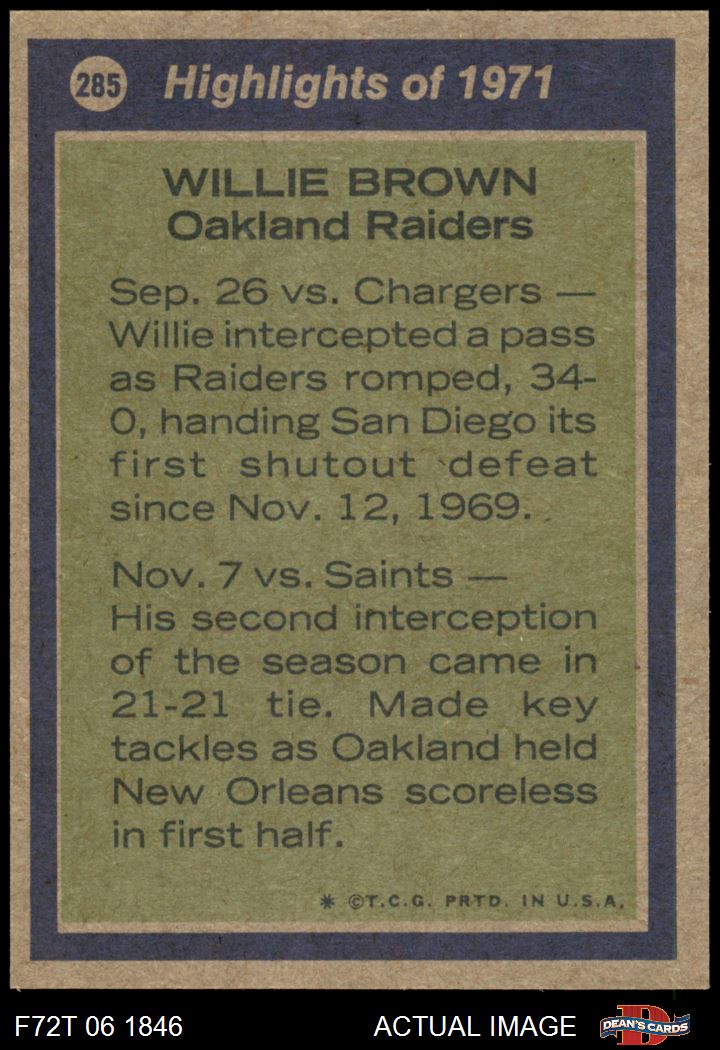 285 Highlights of 1971
WILLIE BROWN
Oakland Raiders
Sep. 26 vs. Chargers —
Willie intercepted a pass
as Raiders romped, 34-
0, handing San Diego its
first shutout defeat
since Nov. 12, 1969.
Nov. 7 vs. Saints —
His second interception
of the season came in
21-21 tie. Made key
tackles as Oakland held
New Orleans scoreless
in first half.
* ©T.C.G. PRTD. IN U.S.A.
F72T 06 1846 ACTUAL IMAGE D DEAN'S CARDS